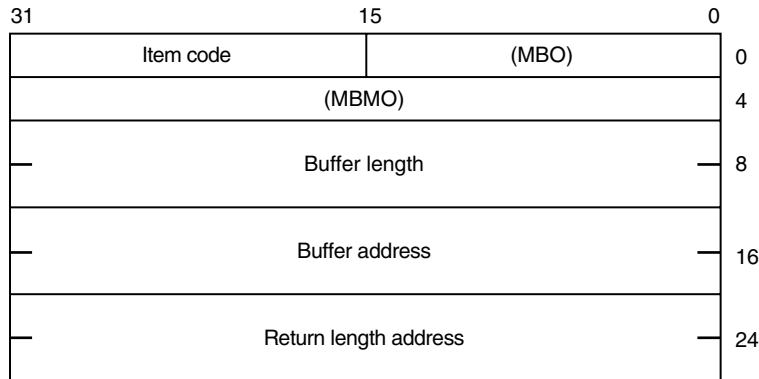 31 15 0
Item code (MBO) 0
(MBMO) 4
Buffer length 8
Buffer address 16
Return length address 24